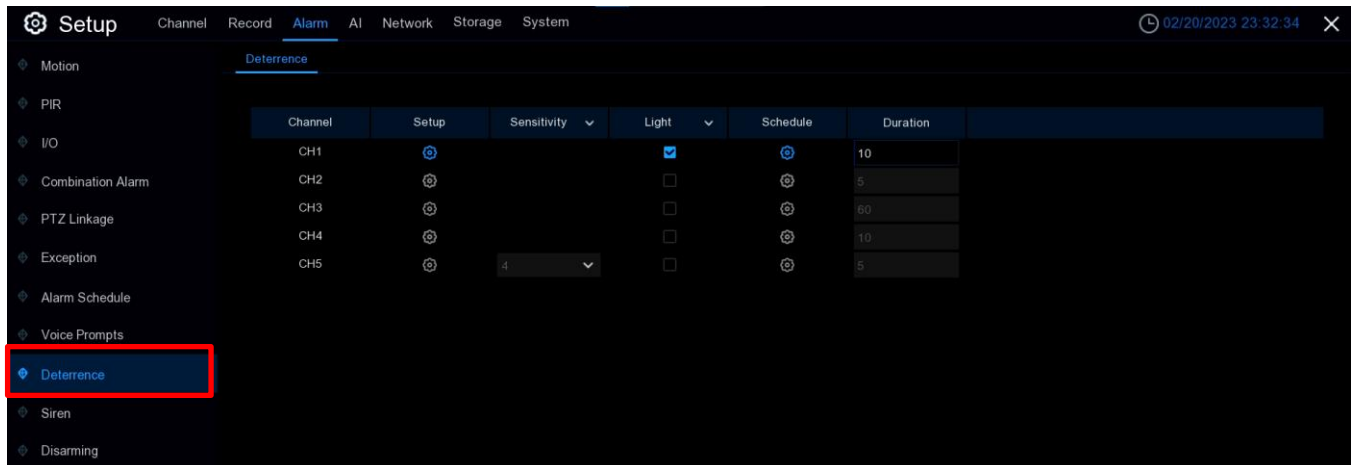 Setup Channel Record Alarm AI Network Storage System 02/20/2023 23:32:34
Motion
Deterrence
PIR
Channel Setup Sensitivity Light Schedule Duration
I/O
CH1 10
Combination Alarm
CH2 5
PTZ Linkage
CH3 60
CH4 10
Exception
CH5 4 5
Alarm Schedule
Voice Prompts
Deterrence
Siren
Disarming